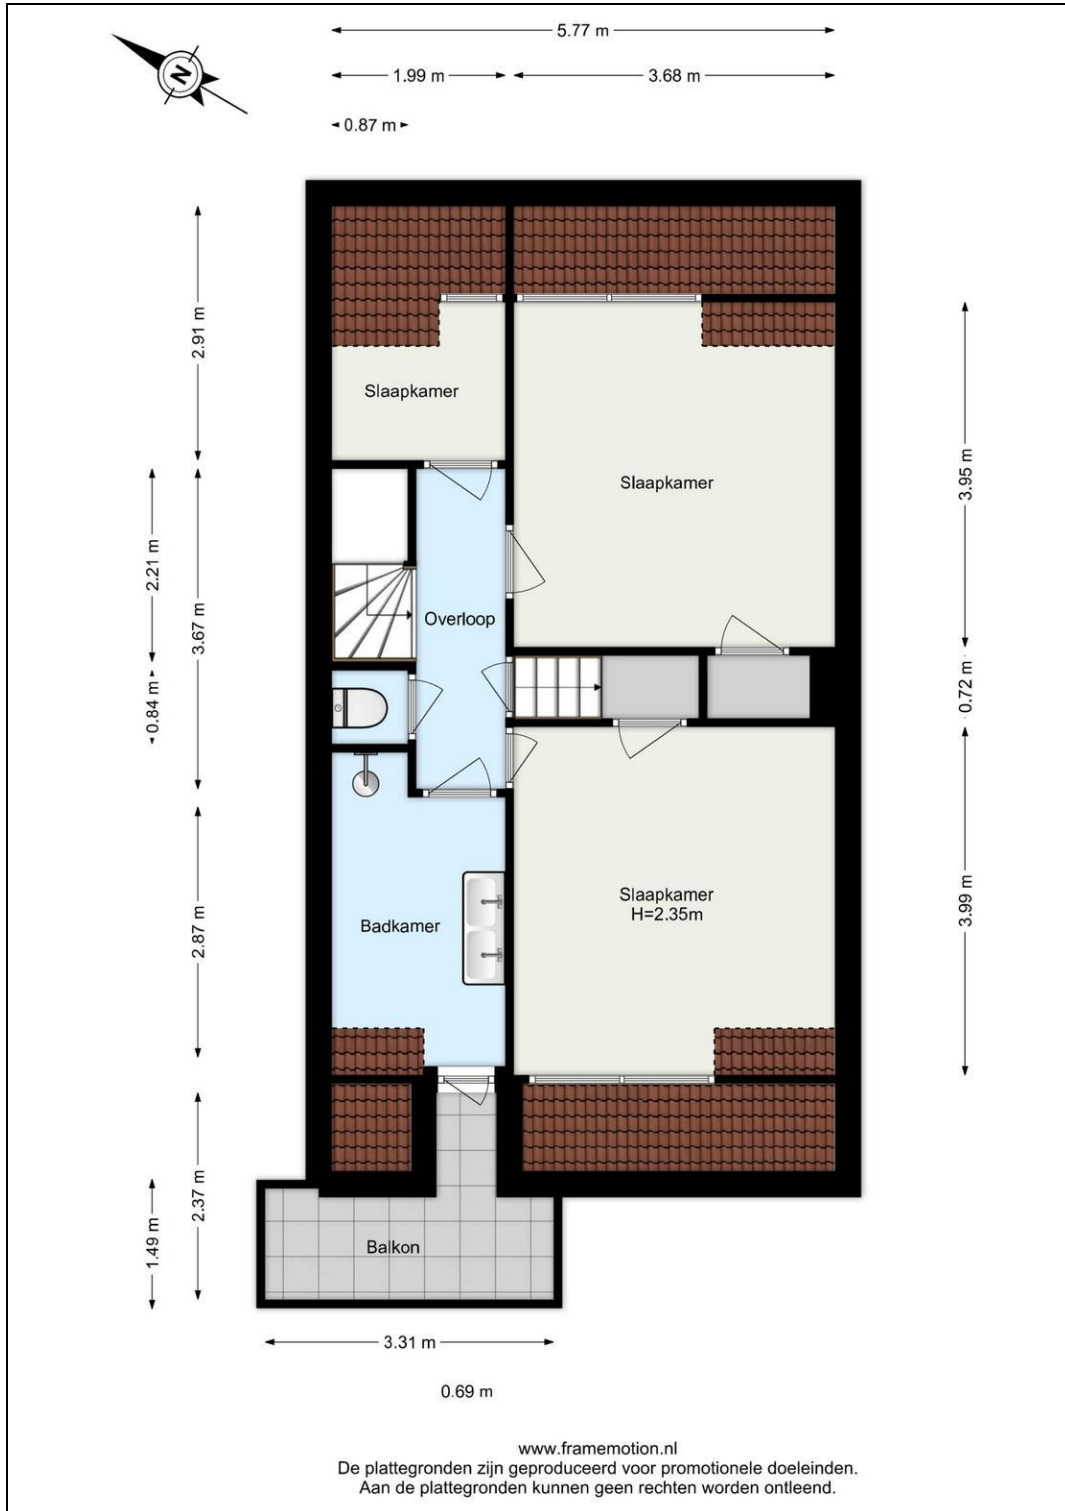 5.77 m
N
1.99 m
3.68 m
0.87 m
2.91 m
Slaapkamer
Slaapkamer
3.95 m
2.21 m
3.67 m
Overloop
0.84 m
0.72 m
Slaapkamer
H=2.35m
Badkamer
2.87 m
3.99 m
2.37 m
1.49 m
Balkon
3.31 m
0.69 m
www.framemotion.nl
De plattegronden zijn geproduceerd voor promotionele doeleinden.
Aan de plattegronden kunnen geen rechten worden ontleend.